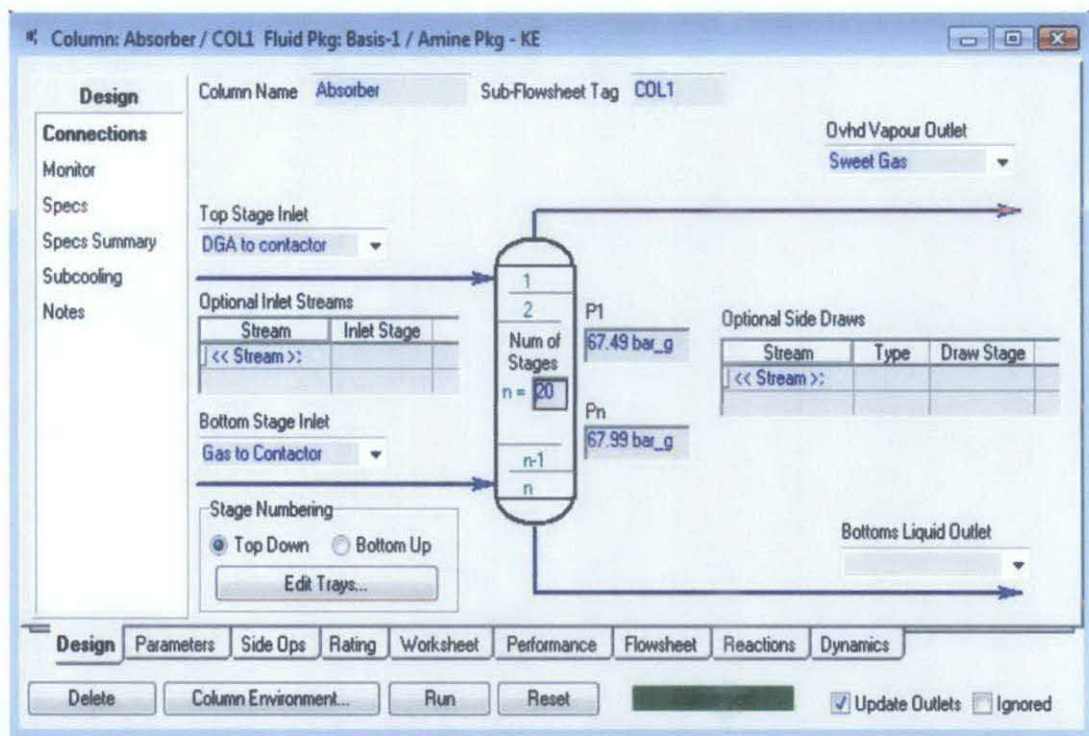 Column: Absorber / COL1 Fluid Pkg: Basis-1 / Amine Pkg - KE
Design
Connections
Monitor
Specs
Specs Summary
Subcooling
Notes
Column Name Absorber Sub-Flowsheet Tag COL1
Ovhd Vapour Outlet
Sweet Gas
Top Stage Inlet
DGA to contactor
Optional Inlet Streams
Stream Inlet Stage
<< Stream >:
Bottom Stage Inlet
Gas to Contactor
Stage Numbering
Top Down Bottom Up
Edit Trays...
1
2
Num of
Stages
n = 20
n-1
n
P1
67.49 bar_g
Pn
67.99 bar_g
Optional Side Draws
Stream Type Draw Stage
<< Stream >:
Bottoms Liquid Outlet
Design Parameters Side Ops Rating Worksheet Performance Flowsheet Reactions Dynamics
Delete Column Environment... Run Reset Update Outlets Ignored